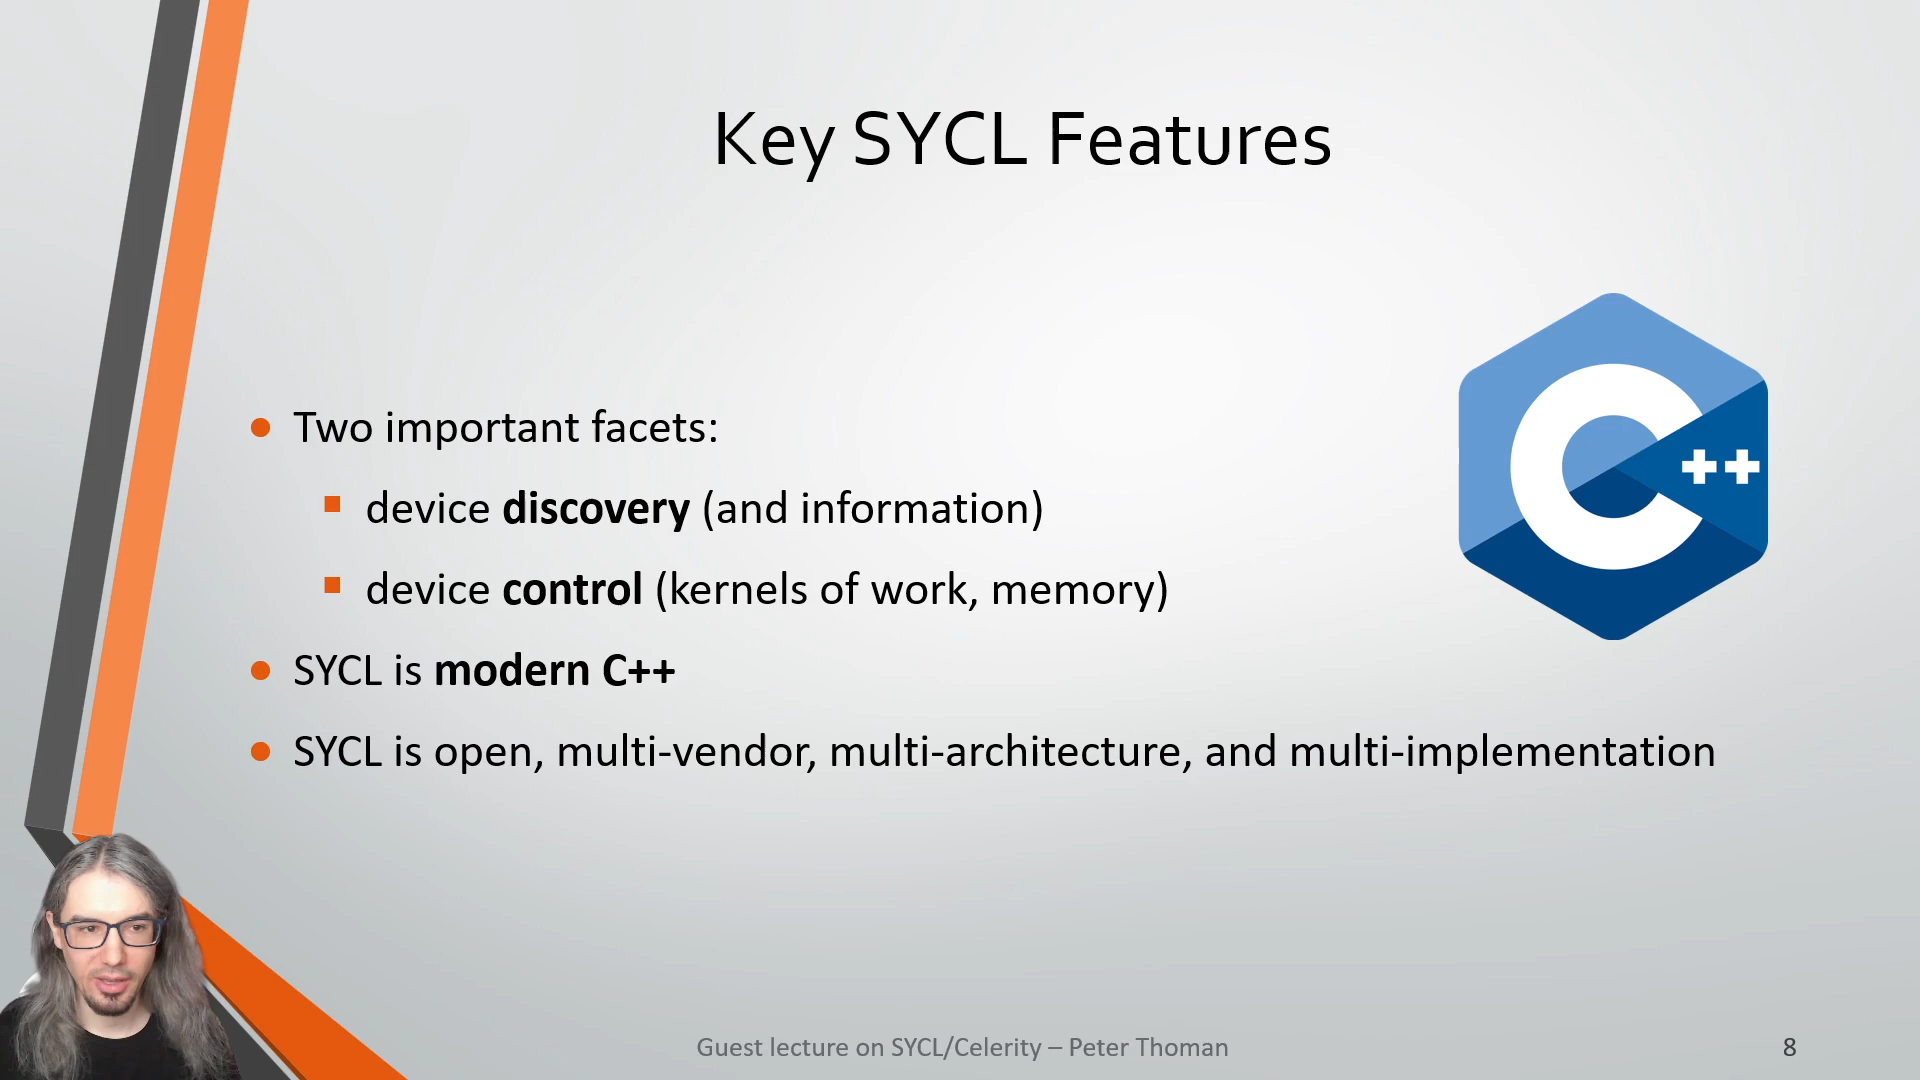 Key SYCL Features
C++
Two important facets:
device discovery (and information)
device control (kernels of work, memory)
SYCL is modern C++
SYCL is open, multi-vendor, multi-architecture, and multi-implementation
Guest lecture on SYCL/Celerity – Peter Thoman
8